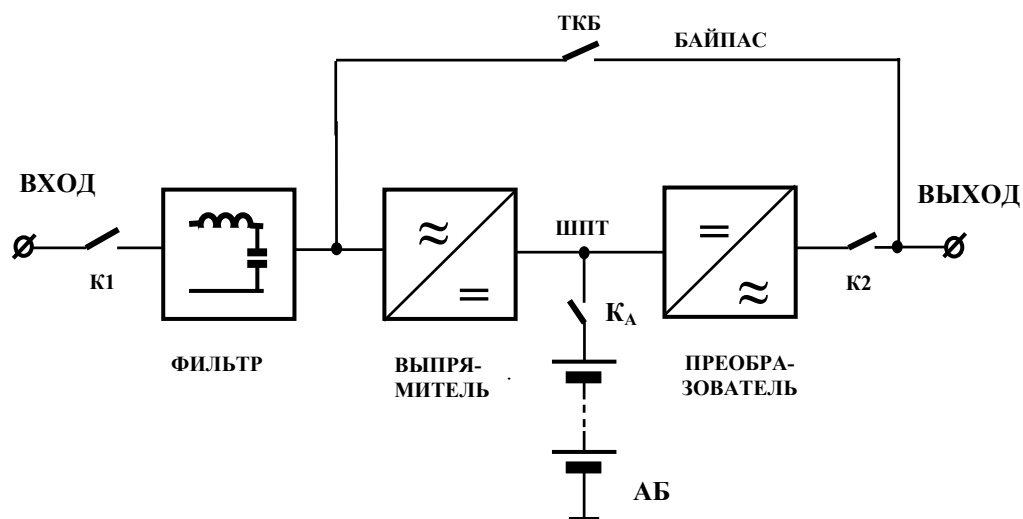 ТКБ
БАЙПАС
ВХОД
ВЫХОД
ШПТ
К1
К2
КА
ФИЛЬТР
ВЫПРЯ-
МИТЕЛЬ
ПРЕОБРА-
ЗОВАТЕЛЬ
АБ